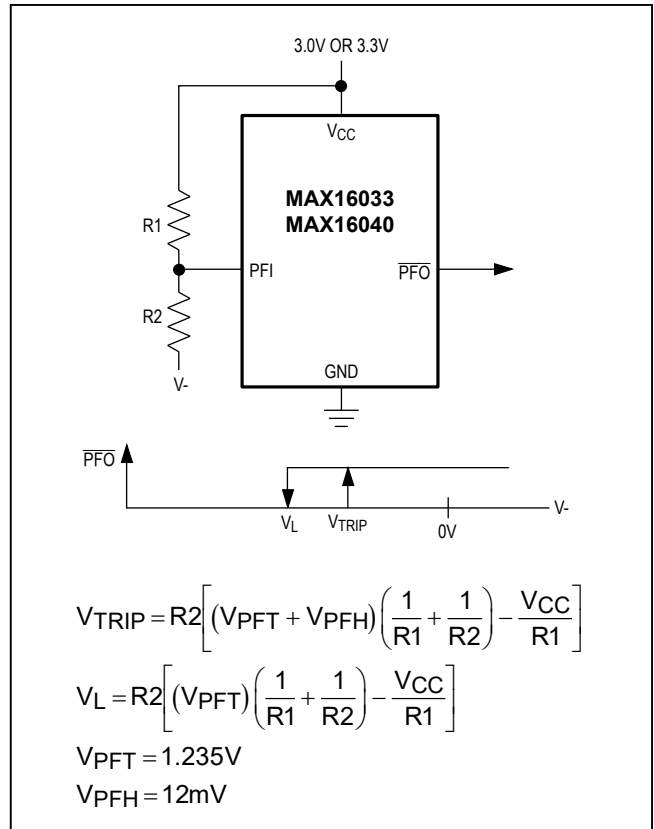 3.0V OR 3.3V
VCC
MAX16033
MAX16040
R1
PFI
P̅F̅O̅
R2
GND
V-
P̅F̅O̅
VL VTRIP 0V V-
VTRIP = R2[(VPFT + VPFH)(1/R1 + 1/R2) − VCC/R1]
VL = R2[(VPFT)(1/R1 + 1/R2) − VCC/R1]
VPFT = 1.235V
VPFH = 12mV